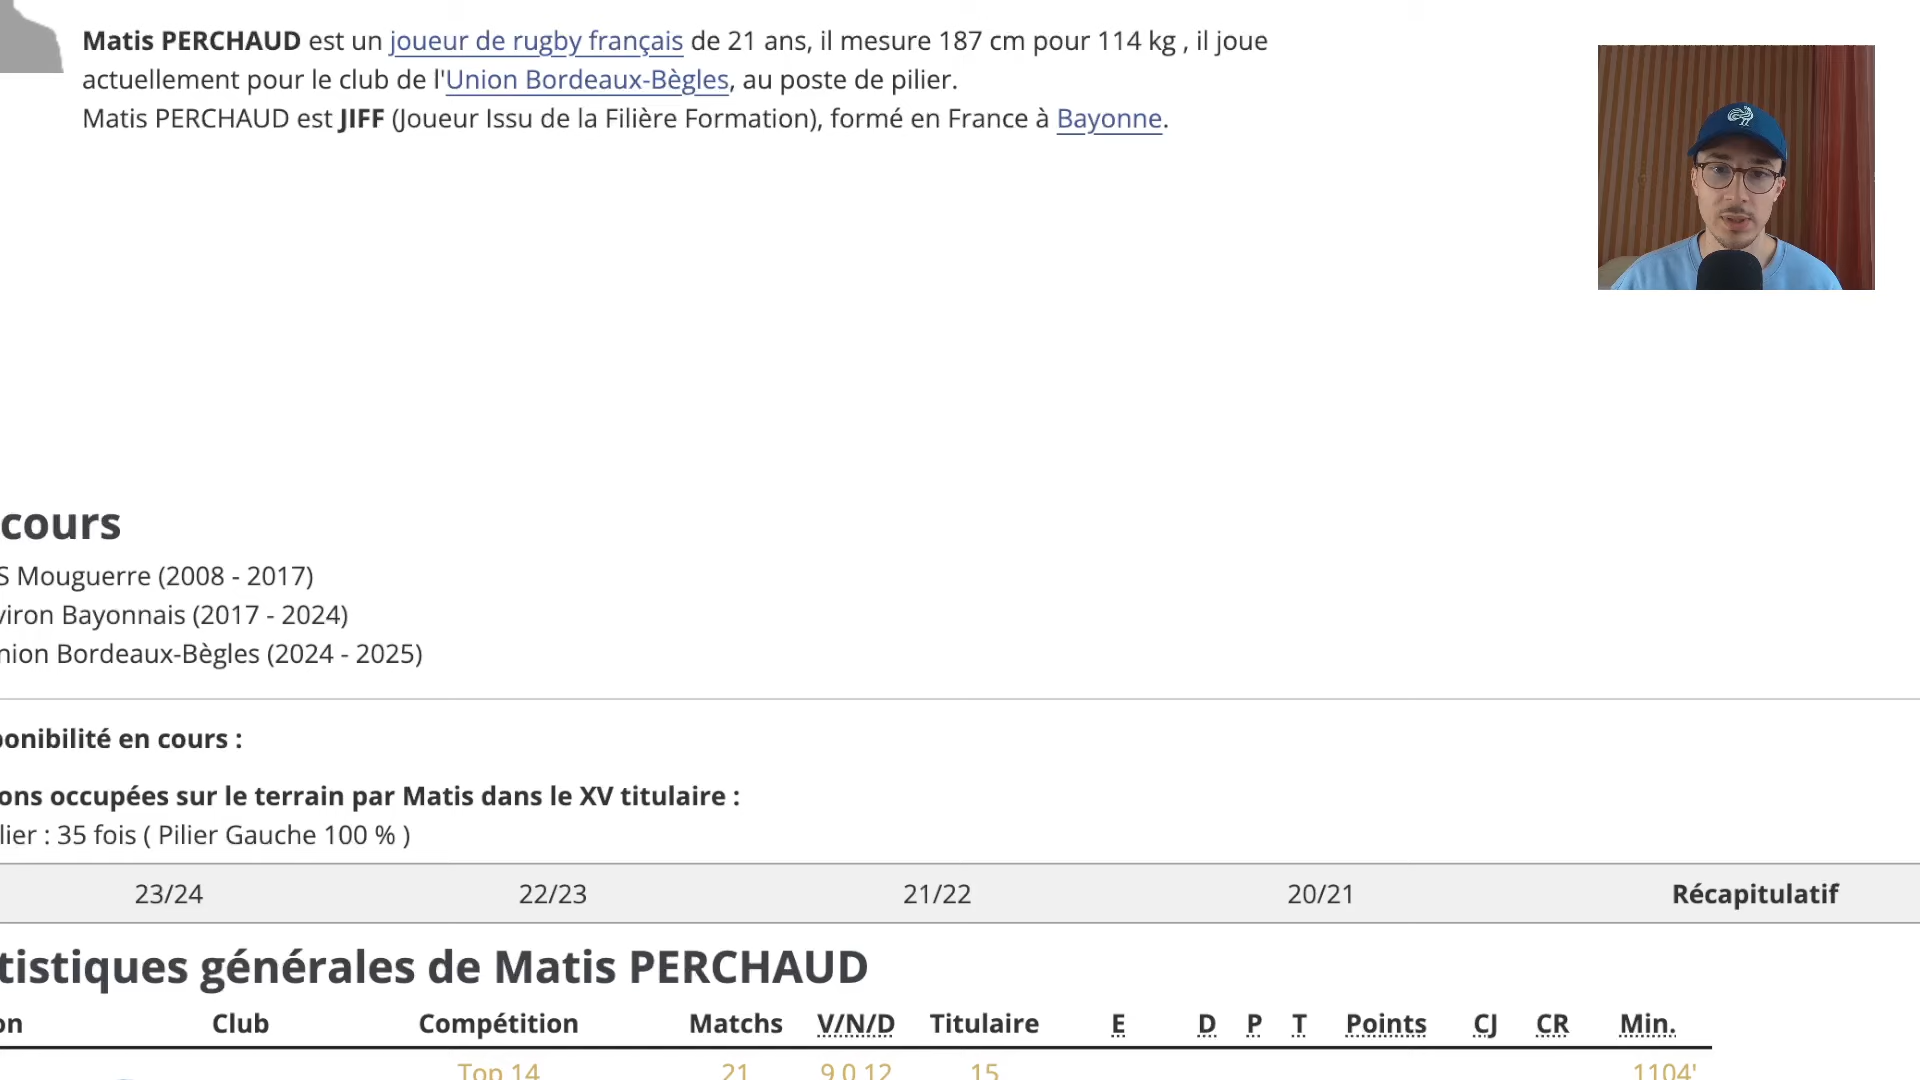 Matis PERCHAUD est un joueur de rugby français de 21 ans, il mesure 187 cm pour 114 kg , il joue
actuellement pour le club de l'Union Bordeaux-Bègles, au poste de pilier.
Matis PERCHAUD est JIFF (Joueur Issu de la Filière Formation), formé en France à Bayonne.
cours
S Mouguerre (2008 - 2017)
viron Bayonnais (2017 - 2024)
nion Bordeaux-Bègles (2024 - 2025)
ponibilité en cours :
ons occupées sur le terrain par Matis dans le XV titulaire :
lier : 35 fois ( Pilier Gauche 100 % )
23/24 22/23 21/22 20/21 Récapitulatif
tistiques générales de Matis PERCHAUD
on Club Compétition Matchs V/N/D Titulaire E D P T Points CJ CR Min.
Top 14 21 9 0 12 15 1104'